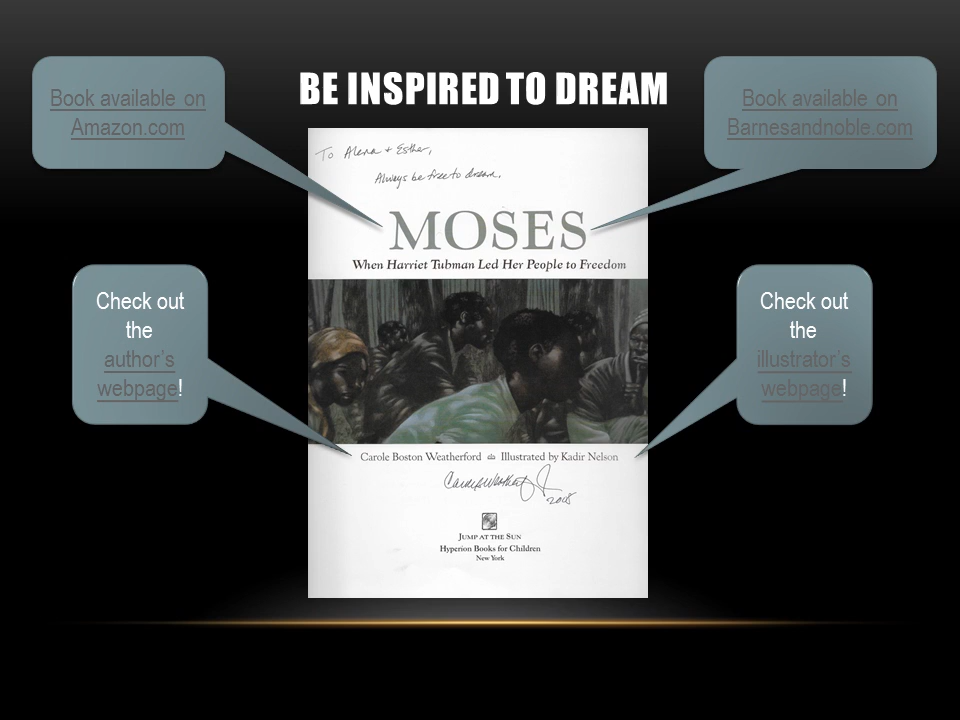 BE INSPIRED TO DREAM
Book available on
Amazon.com
Book available on
Barnesandnoble.com
To Alena + Esther,
Always be free to dream.
MOSES
When Harriet Tubman Led Her People to Freedom
Check out
the
author's
webpage!
Check out
the
illustrator's
webpage!
Carole Boston Weatherford Illustrated by Kadir Nelson
2008
JUMP AT THE SUN
Hyperion Books for Children
New York